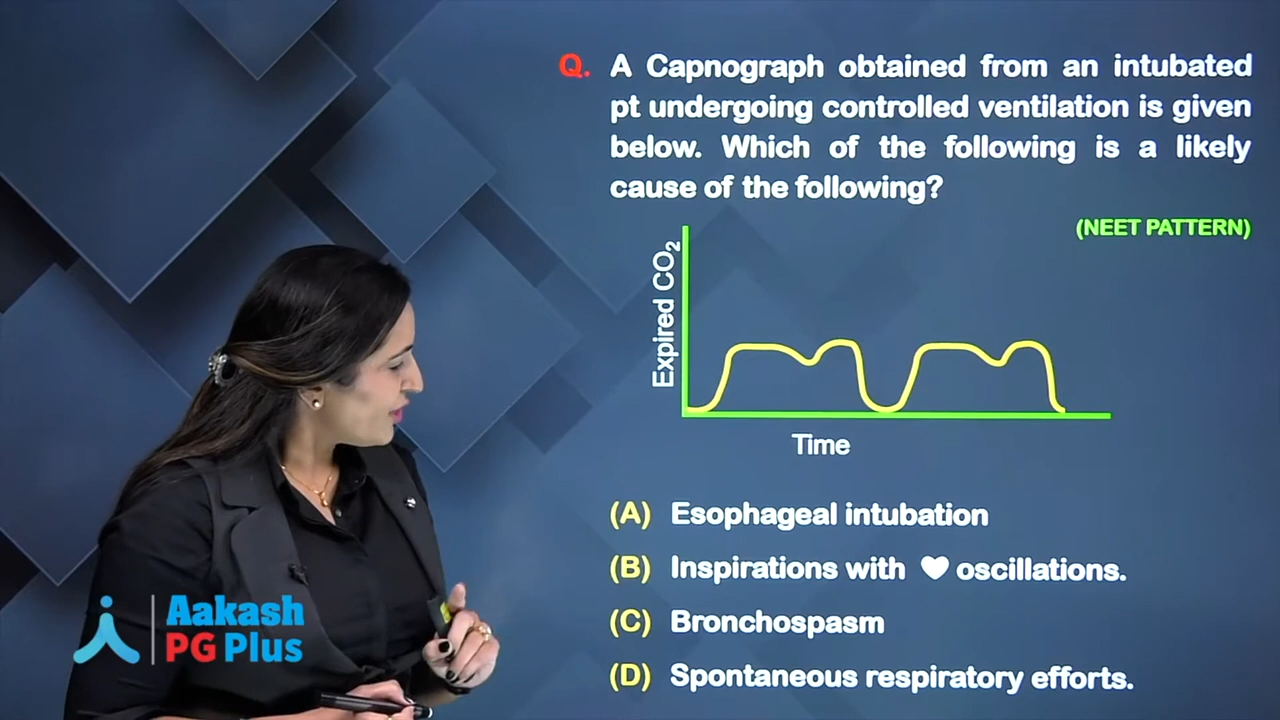 Q. A Capnograph obtained from an intubated
pt undergoing controlled ventilation is given
below. Which of the following is a likely
cause of the following?
(NEET PATTERN)
Expired CO₂
Time
(A) Esophageal intubation
(B) Inspirations with ♥ oscillations.
(C) Bronchospasm
(D) Spontaneous respiratory efforts.
Aakash
PG Plus